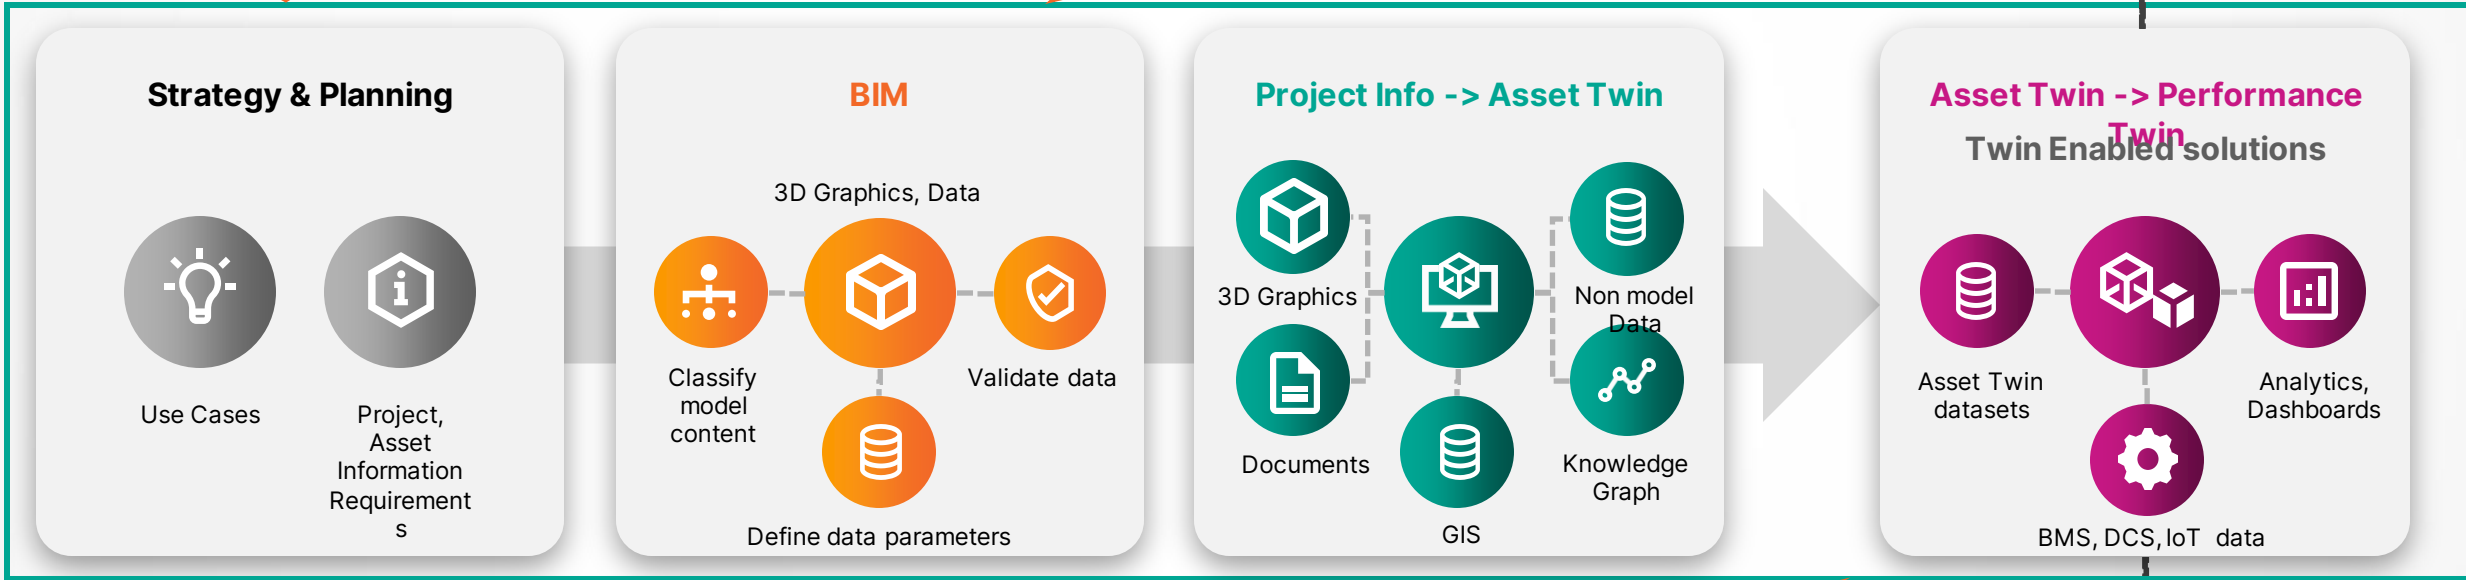 Strategy & Planning
Use Cases
Project,
Asset
Information
Requirement
s
BIM
3D Graphics, Data
Classify
model
content
Validate data
Define data parameters
Project Info -> Asset Twin
3D Graphics
Non model
Data
Documents
Knowledge
Graph
GIS
Asset Twin -> Performance
Twin
Twin Enabled solutions
Asset Twin
datasets
Analytics,
Dashboards
BMS, DCS, IoT data